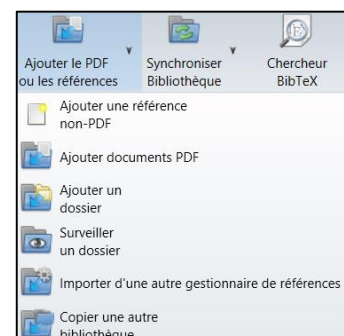 Ajouter le PDF
ou les références
Synchroniser
Bibliothèque
Chercheur
BibTeX
Ajouter une référence
non-PDF
Ajouter documents PDF
Ajouter un
dossier
Surveiller
un dossier
Importer d'une autre gestionnaire de références
Copier une autre
bibliothèque